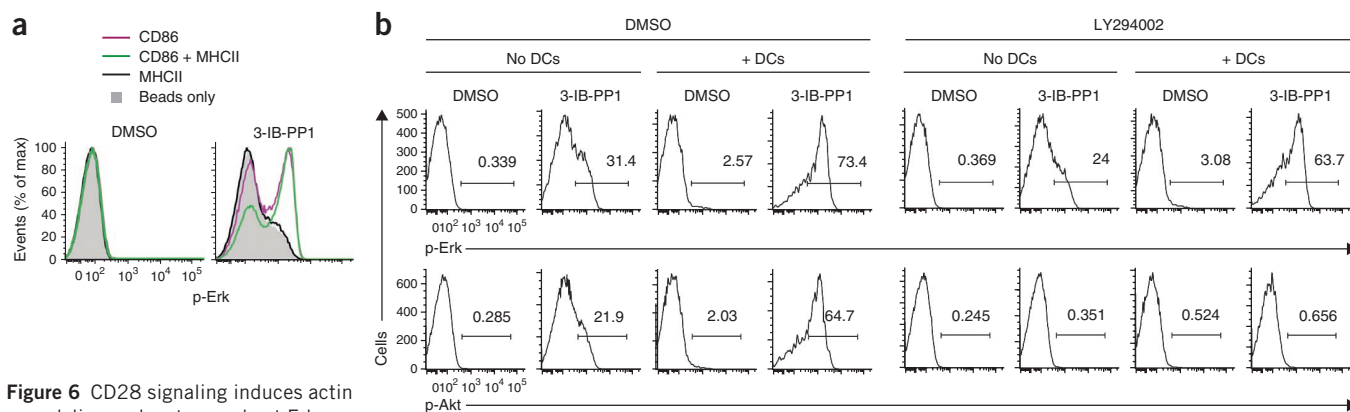 a
CD86
CD86 + MHCII
MHCII
Beads only
DMSO
3-IB-PP1
Events (% of max)
100
80
60
40
20
0
0 10² 10³ 10⁴ 10⁵
p-Erk
b
DMSO
LY294002
No DCs
+ DCs
No DCs
+ DCs
DMSO
3-IB-PP1
DMSO
3-IB-PP1
DMSO
3-IB-PP1
DMSO
3-IB-PP1
500
400
300
200
100
0
0.339
31.4
2.57
73.4
0.369
24
3.08
63.7
010² 10³ 10⁴ 10⁵
p-Erk
Cells
600
400
200
0
0.285
21.9
2.03
64.7
0.245
0.351
0.524
0.656
010² 10³ 10⁴ 10⁵
p-Akt
Figure 6 CD28 signaling induces actin